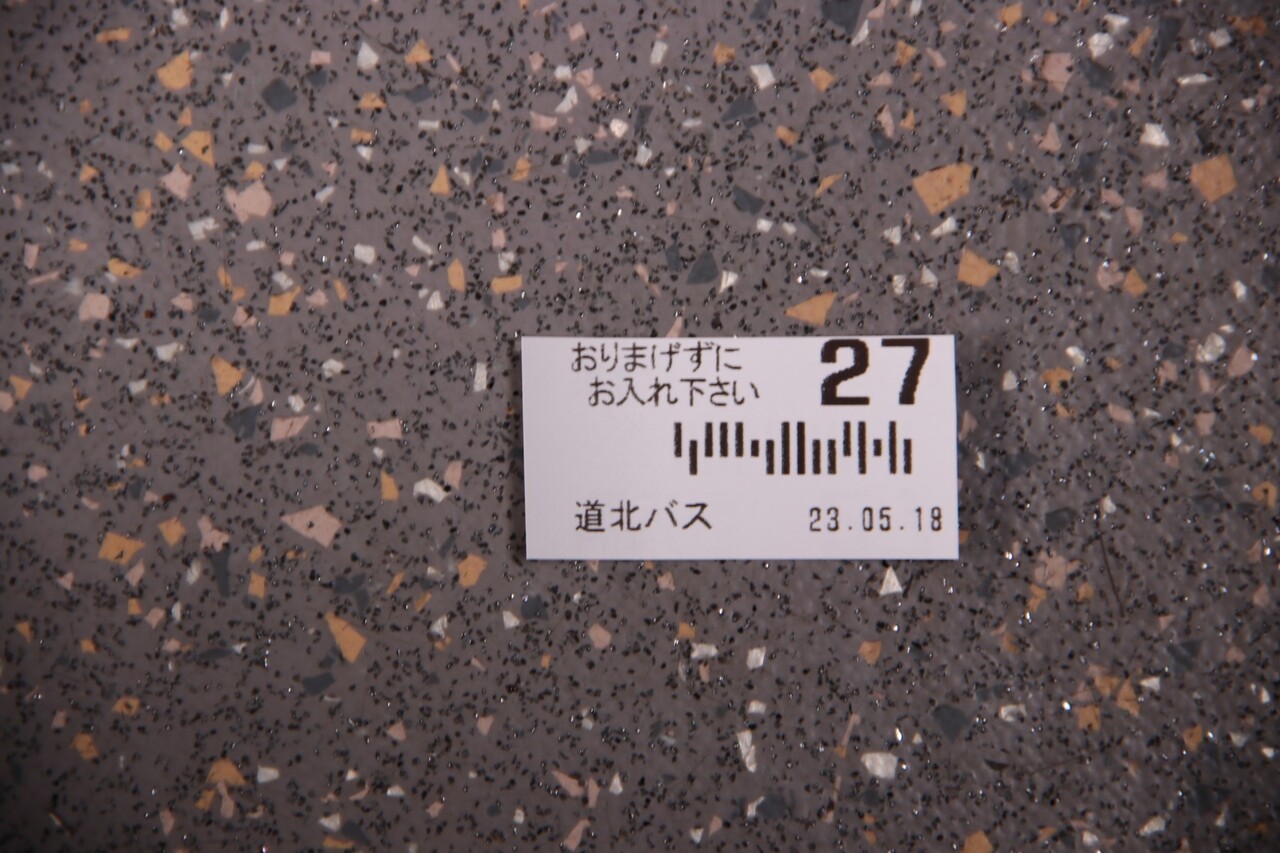 おりまげずに
お入れ下さい
27
道北バス
23.05.18